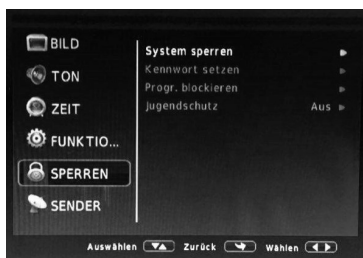 BILD
TON
ZEIT
FUNKTIO...
SPERREN
SENDER
System sperren
Kennwort setzen
Progr. blockieren
Jugendschutz Aus
Auswählen Zurück Wählen